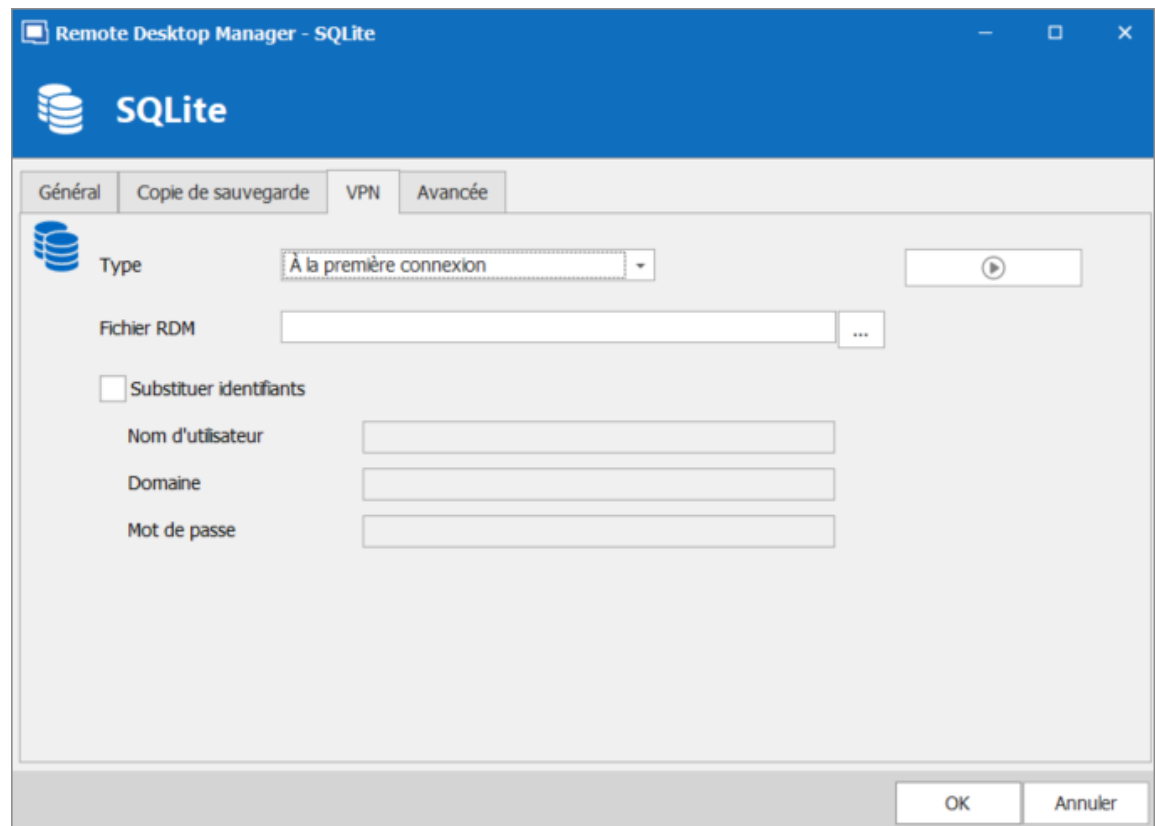 Remote Desktop Manager - SQLite
SQLite
Général Copie de sauvegarde VPN Avancée
Type À la première connexion
Fichier RDM ...
Substituer identifiants
Nom d'utilisateur
Domaine
Mot de passe
OK Annuler